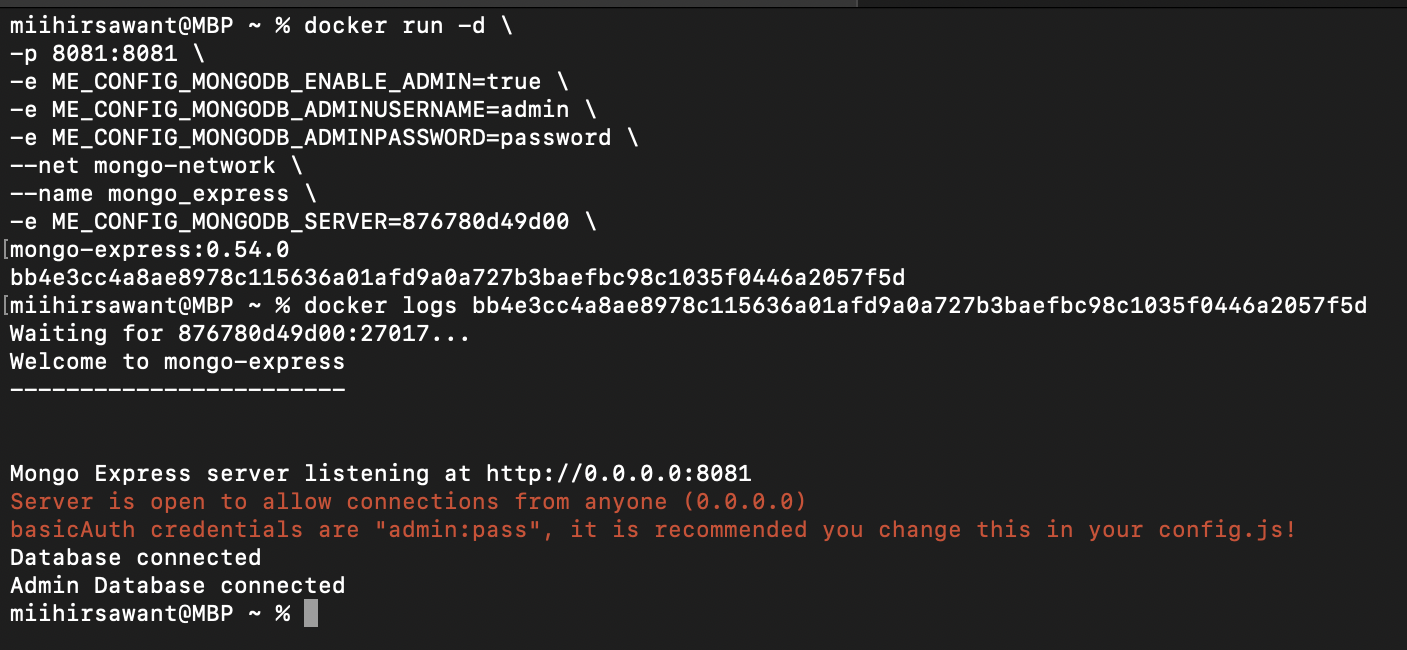 miihirsawant@MBP ~ % docker run -d \
-p 8081:8081 \
-e ME_CONFIG_MONGODB_ENABLE_ADMIN=true \
-e ME_CONFIG_MONGODB_ADMINUSERNAME=admin \
-e ME_CONFIG_MONGODB_ADMINPASSWORD=password \
--net mongo-network \
--name mongo_express \
-e ME_CONFIG_MONGODB_SERVER=876780d49d00 \
[mongo-express:0.54.0
bb4e3cc4a8ae8978c115636a01afd9a0a727b3baefbc98c1035f0446a2057f5d
[miihirsawant@MBP ~ % docker logs bb4e3cc4a8ae8978c115636a01afd9a0a727b3baefbc98c1035f0446a2057f5d
Waiting for 876780d49d00:27017...
Welcome to mongo-express
------------------------
Mongo Express server listening at http://0.0.0.0:8081
Server is open to allow connections from anyone (0.0.0.0)
basicAuth credentials are "admin:pass", it is recommended you change this in your config.js!
Database connected
Admin Database connected
miihirsawant@MBP ~ %